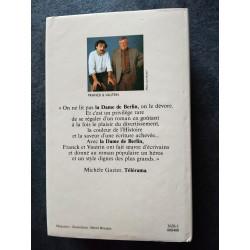 FRANCK & VAUTRIN
" On ne lit pas la Dame de Berlin, on le dévore.
Et c'est un privilège rare
de se régaler d'un roman en goûtant
à la fois le plaisir du divertissement,
la couleur de l'Histoire
et la saveur d'une écriture achevée...
Avec la Dame de Berlin,
Franck et Vautrin ont fait œuvre d'écrivains
et donné au roman populaire un héros
et un style dignes des plus grands. "
Michèle Gazier, Télérama